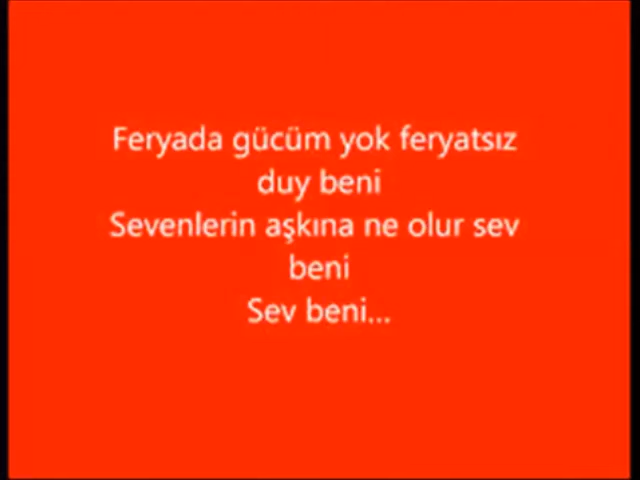 Feryada gücüm yok feryatsız
duy beni
Sevenlerin aşkına ne olur sev
beni
Sev beni...